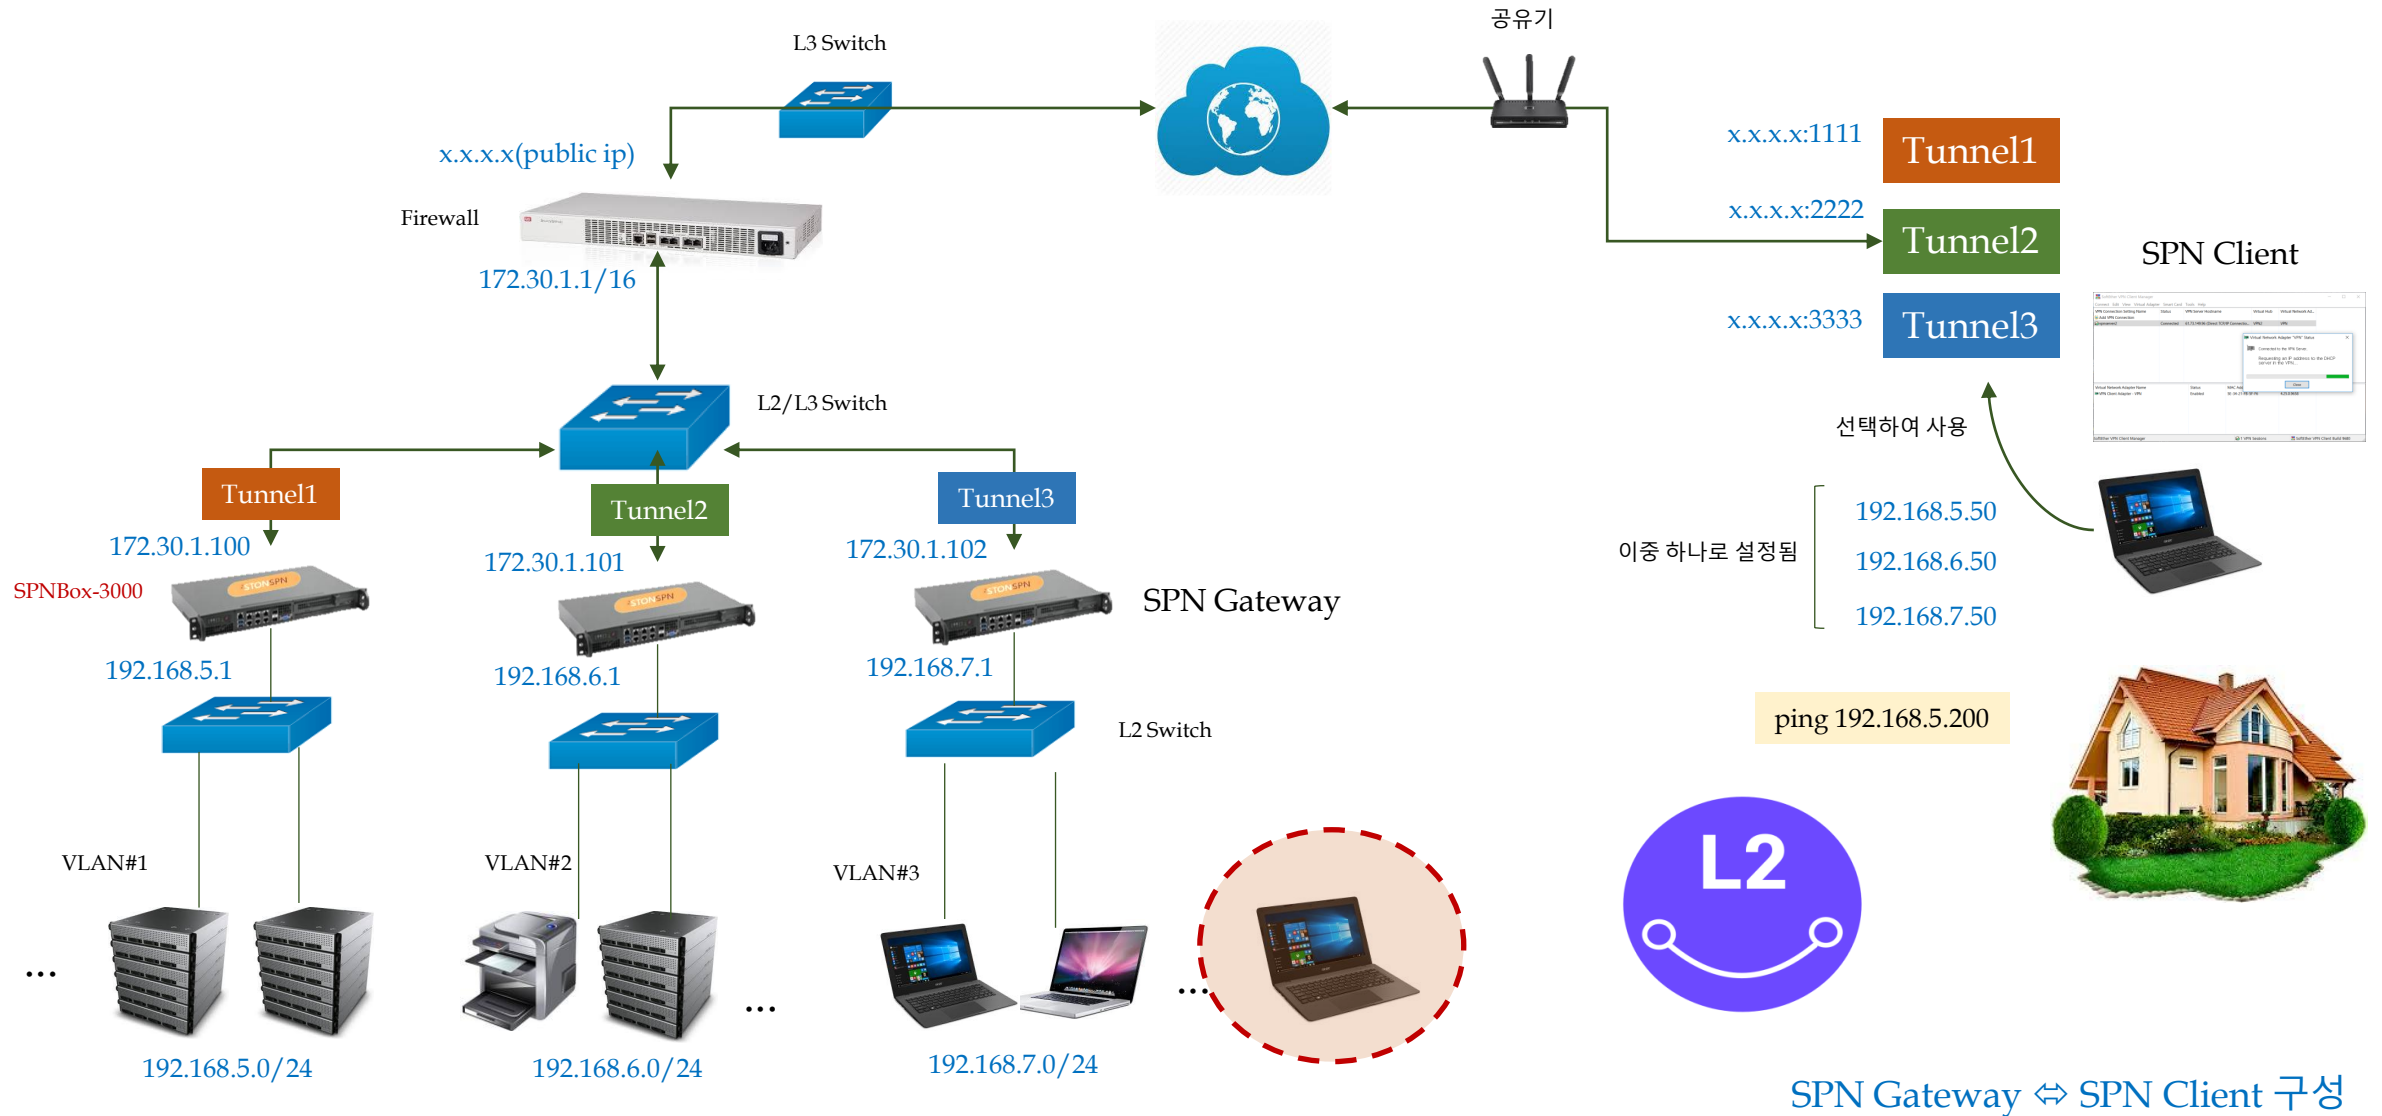 공유기
L3 Switch
x.x.x.x:1111
Tunnel1
x.x.x.x(public ip)
x.x.x.x:2222
Tunnel2
Firewall
SPN Client
172.30.1.1/16
x.x.x.x:3333
Tunnel3
L2/L3 Switch
선택하여 사용
Tunnel1
Tunnel2
Tunnel3
192.168.5.50
이중 하나로 설정됨
192.168.6.50
192.168.7.50
172.30.1.100
172.30.1.101
172.30.1.102
SPNBox-3000
STONSPN
STONSPN
STONSPN
SPN Gateway
192.168.5.1
192.168.6.1
192.168.7.1
L2 Switch
ping 192.168.5.200
VLAN#1
VLAN#2
VLAN#3
L2
...
...
...
192.168.5.0/24
192.168.6.0/24
192.168.7.0/24
SPN Gateway ⇔ SPN Client 구성